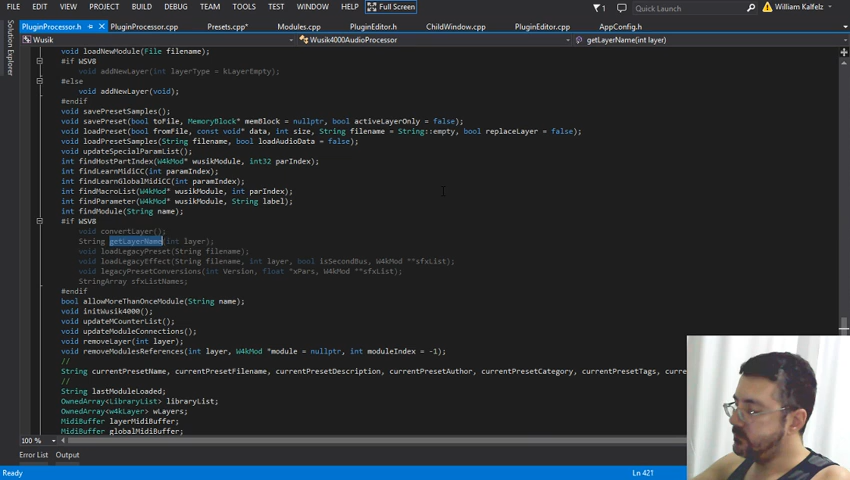 FILE EDIT VIEW PROJECT BUILD DEBUG TEAM TOOLS TEST WINDOW HELP Full Screen 1 Quick Launch William Kalfelz
PluginProcessor.h PluginProcessor.cpp Presets.cpp* Modules.cpp PluginEditor.h ChildWindow.cpp PluginEditor.cpp AppConfig.h
Solution Explorer
Wusik Wusik4000AudioProcessor getLayerName(int layer)
void loadNewModule(File filename);
#if WSV8
void addNewLayer(int layerType = kLayerEmpty);
#else
void addNewLayer(void);
#endif
void savePresetSamples();
void savePreset(bool toFile, MemoryBlock* memBlock = nullptr, bool activeLayerOnly = false);
void loadPreset(bool fromFile, const void* data, int size, String filename = String::empty, bool replaceLayer = false);
void loadPresetSamples(String filename, bool loadAudioData = false);
void updateSpecialParamList();
int findHostPartIndex(W4kMod* wusikModule, int32 parIndex);
int findLearnMidiCC(int paramIndex);
int findLearnGlobalMidiCC(int paramIndex);
int findMacroList(W4kMod* wusikModule, int parIndex);
int findParameter(W4kMod* wusikModule, String label);
int findModule(String name);
#if WSV8
void convertLayer();
String getLayerName(int layer);
void loadLegacyPreset(String filename);
void loadLegacyEffect(String filename, int layer, bool isSecondBus, W4kMod **sfxList);
void legacyPresetConversions(int Version, float *xPars, W4kMod **sfxList);
StringArray sfxListNames;
#endif
bool allowMoreThanOnceModule(String name);
void initWusik4000();
void updateMCounterList();
void updateModuleConnections();
void removeLayer(int layer);
void removeModulesReferences(int layer, W4kMod *module = nullptr, int moduleIndex = -1);
//
String currentPresetName, currentPresetFilename, currentPresetDescription, currentPresetAuthor, currentPresetCategory, currentPresetTags,
//
String lastModuleLoaded;
OwnedArray<LibraryList> libraryList;
OwnedArray<w4kLayer> wLayers;
MidiBuffer layerMidiBuffer;
MidiBuffer globalMidiBuffer;
100 %
Error List Output
Ready Ln 421